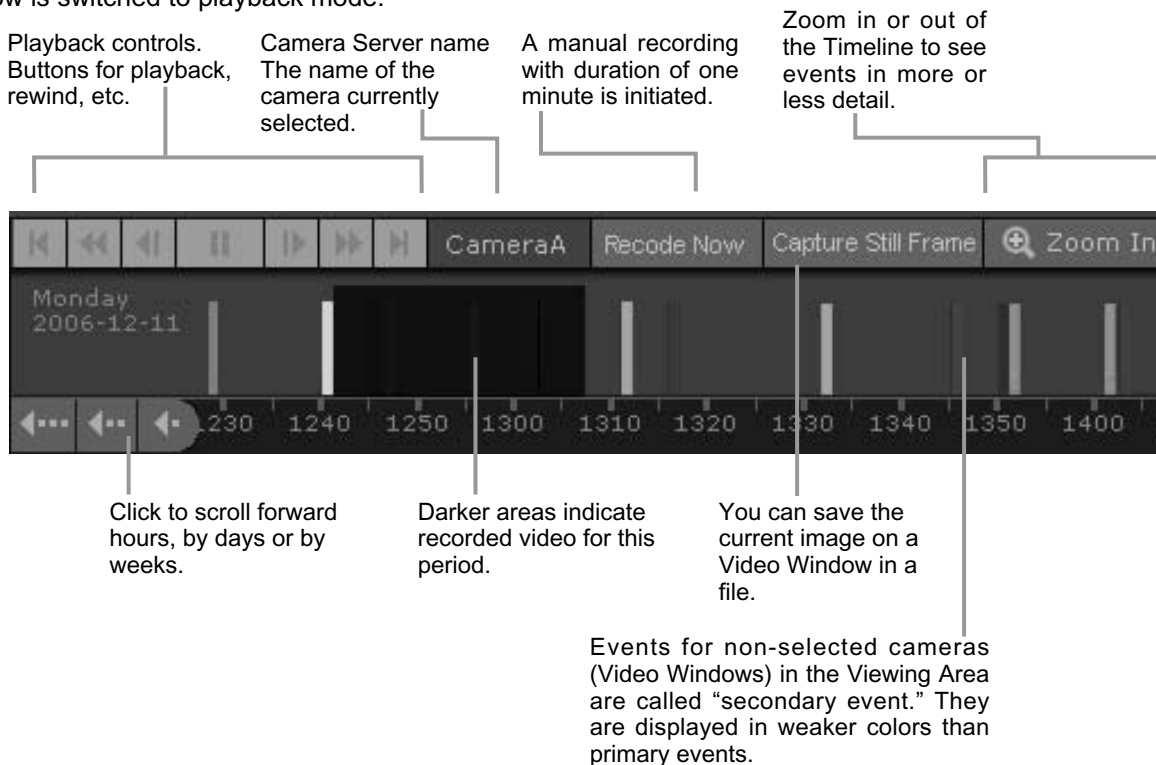 ow is switched to playback mode.
Playback controls.
Buttons for playback,
rewind, etc.
Camera Server name
The name of the
camera currently
selected.
A manual recording
with duration of one
minute is initiated.
Zoom in or out of
the Timeline to see
events in more or
less detail.
CameraA
Recode Now
Capture Still Frame
Zoom In
Monday
2006-12-11
1230 1240 1250 1300 1310 1320 1330 1340 1350 1400
Click to scroll forward
hours, by days or by
weeks.
Darker areas indicate
recorded video for this
period.
You can save the
current image on a
Video Window in a
file.
Events for non-selected cameras
(Video Windows) in the Viewing Area
are called “secondary event.” They
are displayed in weaker colors than
primary events.